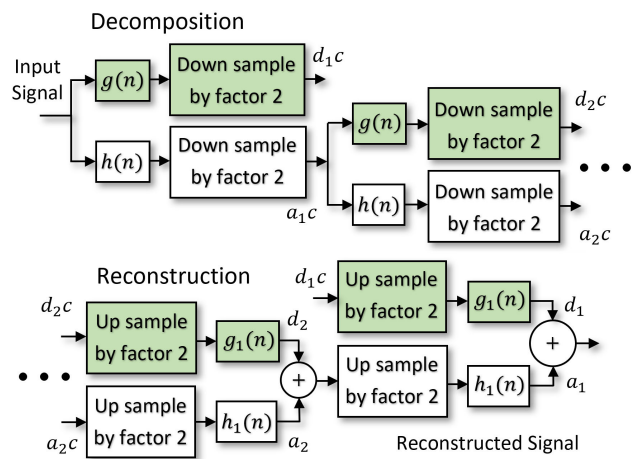 Decomposition
Input
Signal
g(n)
Down sample
by factor 2
d₁c
h(n)
Down sample
by factor 2
a₁c
g(n)
Down sample
by factor 2
d₂c
h(n)
Down sample
by factor 2
a₂c
Reconstruction
d₂c
Up sample
by factor 2
g₁(n)
d₂
a₂c
Up sample
by factor 2
h₁(n)
a₂
+
d₁c
Up sample
by factor 2
g₁(n)
d₁
Up sample
by factor 2
h₁(n)
a₁
+
Reconstructed Signal